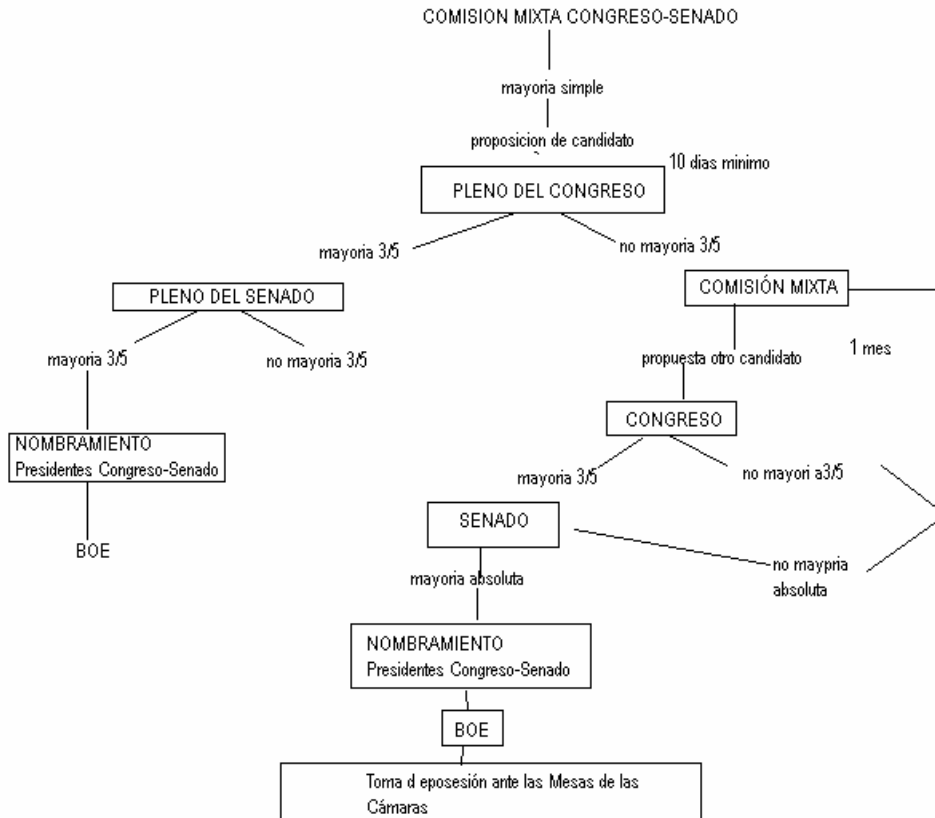 COMISION MIXTA CONGRESO-SENADO
mayoria simple
proposicion de candidato
10 dias minimo
PLENO DEL CONGRESO
mayoria 3/5
no mayoria 3/5
PLENO DEL SENADO
COMISIÓN MIXTA
mayoria 3/5
no mayoria 3/5
propuesta otro candidato
1 mes
CONGRESO
NOMBRAMIENTO
Presidentes Congreso-Senado
mayoria 3/5
no mayori a3/5
SENADO
BOE
no maypria
absoluta
mayoria absoluta
NOMBRAMIENTO
Presidentes Congreso-Senado
BOE
Toma d eposesión ante las Mesas de las
Cámaras